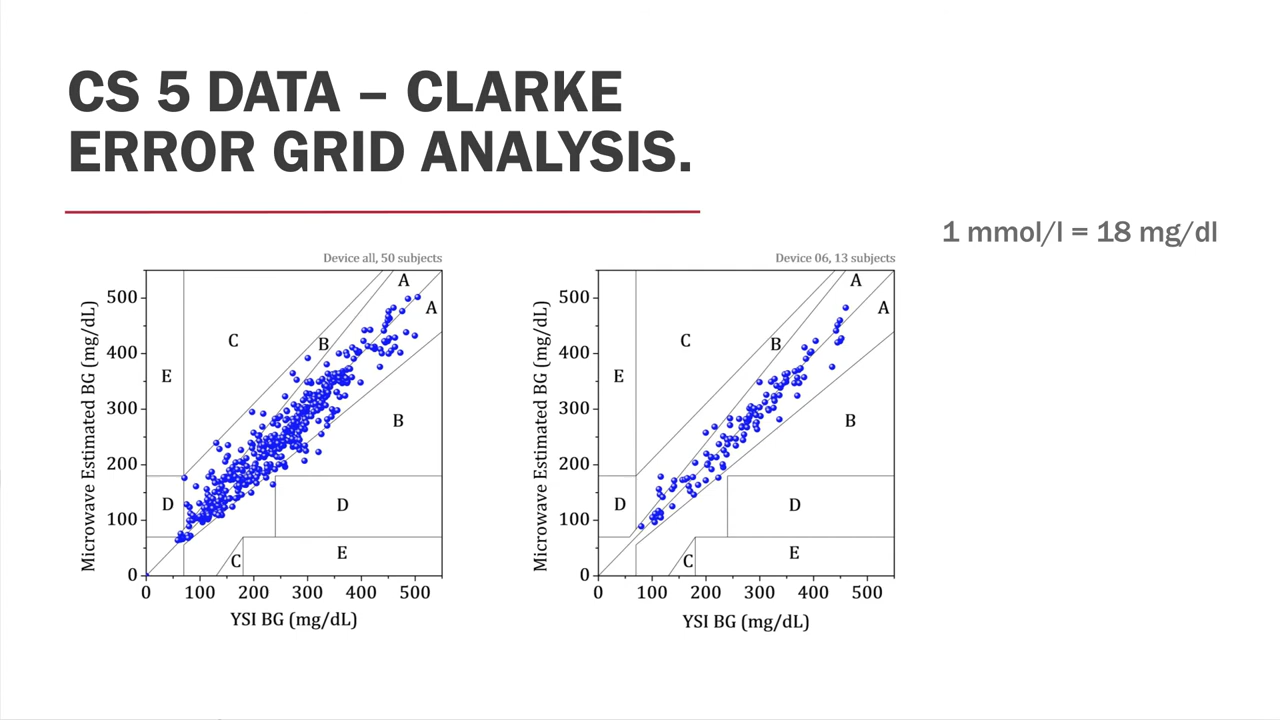 CS 5 DATA – CLARKE
ERROR GRID ANALYSIS.
1 mmol/l = 18 mg/dl
Device all, 50 subjects
Microwave Estimated BG (mg/dL)
500
400
300
200
100
0
A
A
B
C
E
B
D
D
C
E
0 100 200 300 400 500
YSI BG (mg/dL)
Device 06, 13 subjects
Microwave Estimated BG (mg/dL)
500
400
300
200
100
0
A
A
B
C
E
B
D
D
C
E
0 100 200 300 400 500
YSI BG (mg/dL)